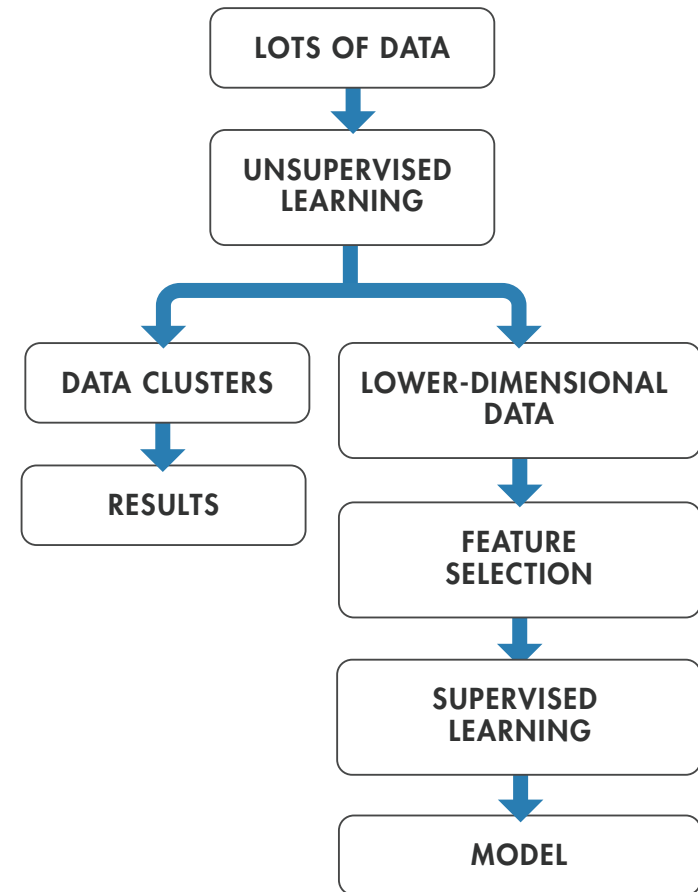 LOTS OF DATA
UNSUPERVISED
LEARNING
DATA CLUSTERS
RESULTS
LOWER-DIMENSIONAL
DATA
FEATURE
SELECTION
SUPERVISED
LEARNING
MODEL